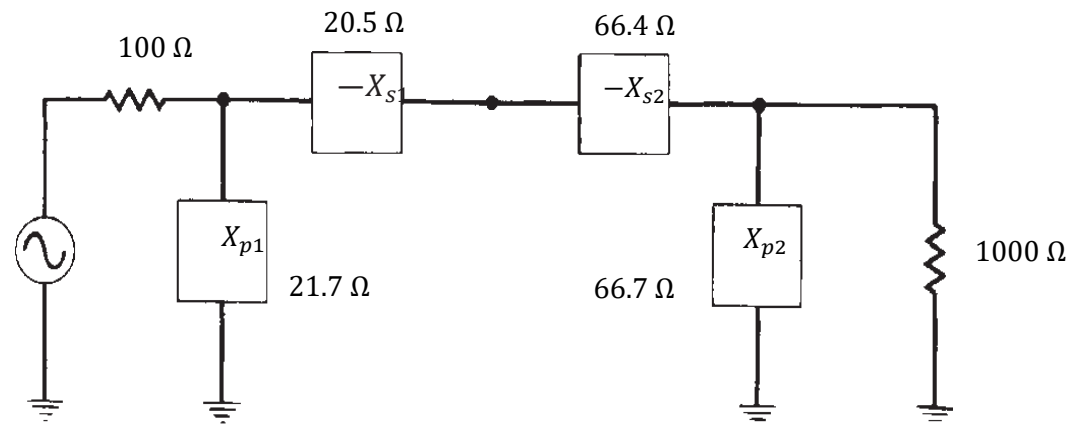 20.5 Ω
66.4 Ω
100 Ω
−X_{s1}
−X_{s2}
X_{p1}
X_{p2}
1000 Ω
21.7 Ω
66.7 Ω